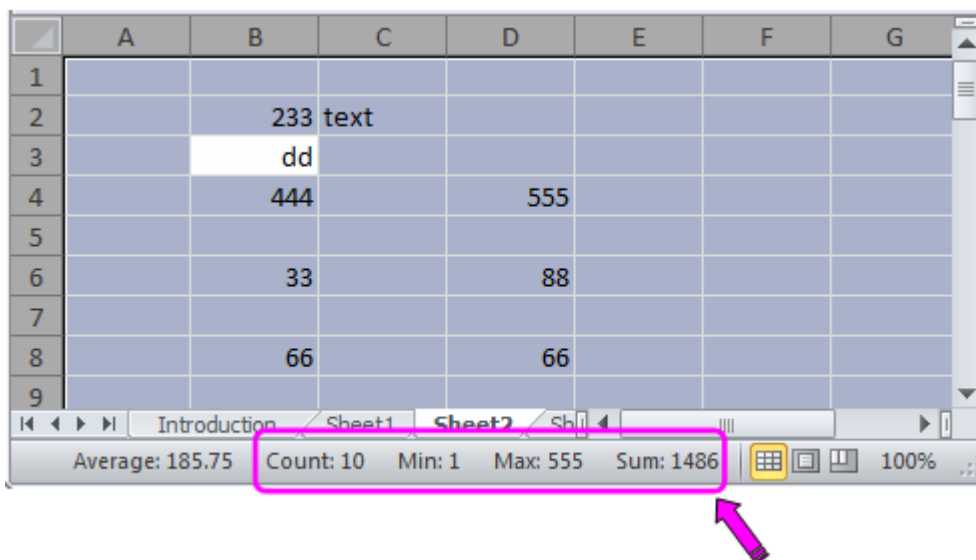 A B C D E F G
1
2 233 text
3 dd
4 444 555
5
6 33 88
7
8 66 66
9
Introduction Sheet1 Sheet2 Sh
Average: 185.75 Count: 10 Min: 1 Max: 555 Sum: 1486 100%